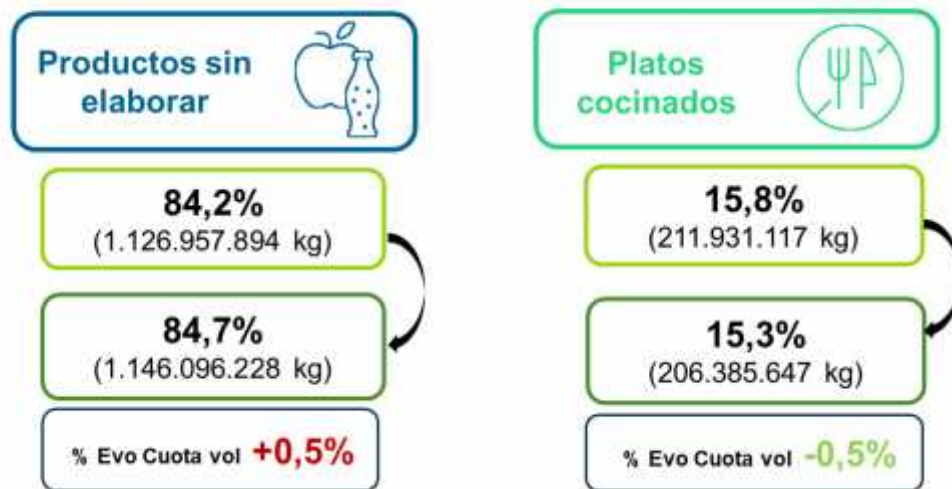 Productos sin
elaborar
84,2%
(1.126.957.894 kg)
84,7%
(1.146.096.228 kg)
% Evo Cuota vol +0,5%
Platos
cocinados
15,8%
(211.931.117 kg)
15,3%
(206.385.647 kg)
% Evo Cuota vol -0,5%